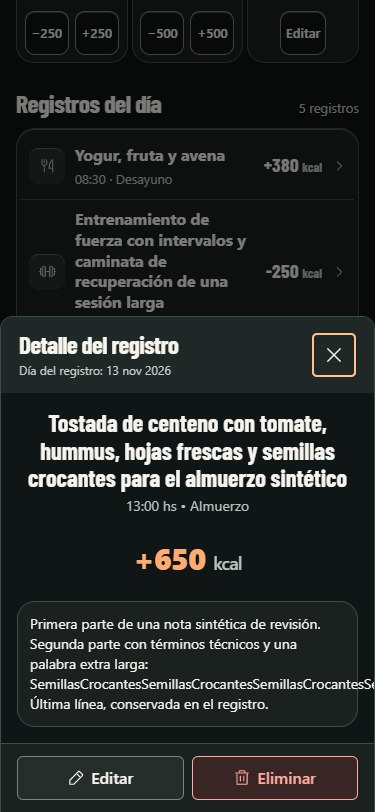 −250
+250
−500
+500
Editar
Registros del día
5 registros
Yogur, fruta y avena
08:30 · Desayuno
+380 kcal
Entrenamiento de
fuerza con intervalos y
caminata de
recuperación de una
sesión larga
-250 kcal
Detalle del registro
Día del registro: 13 nov 2026
Tostada de centeno con tomate,
hummus, hojas frescas y semillas
crocantes para el almuerzo sintético
13:00 hs • Almuerzo
+650 kcal
Primera parte de una nota sintética de revisión.
Segunda parte con términos técnicos y una
palabra extra larga:
SemillasCrocantesSemillasCrocantesSemillasCrocantesSe
Última línea, conservada en el registro.
Editar
Eliminar